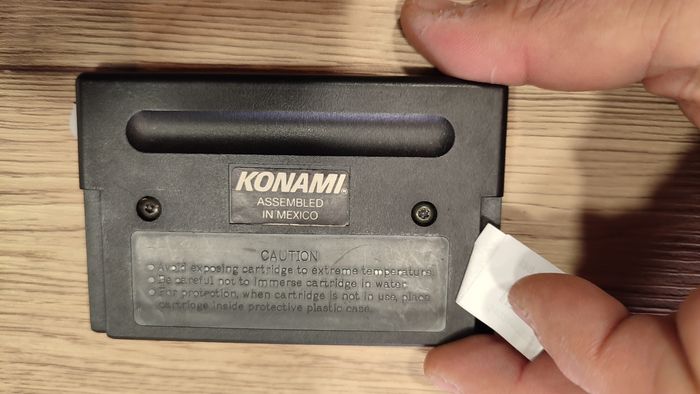 KONAMI®
ASSEMBLED
IN MEXICO
CAUTION
● Avoid exposing cartridge to extreme temperature.
● Be careful not to immerse cartridge in water.
● For protection, when cartridge is not in use, place
cartridge inside protective plastic case.